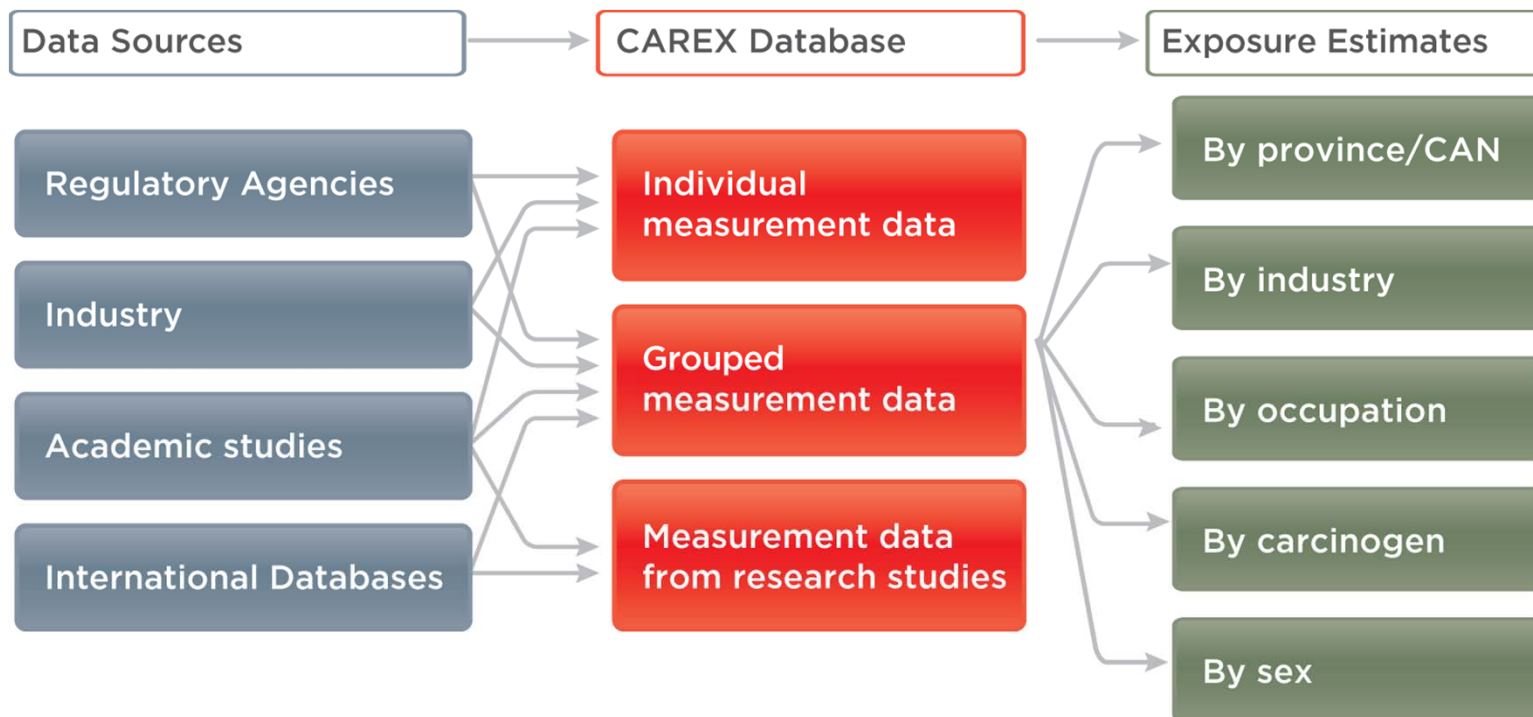 Data Sources
CAREX Database
Exposure Estimates
Regulatory Agencies
Industry
Academic studies
International Databases
Individual
measurement data
Grouped
measurement data
Measurement data
from research studies
By province/CAN
By industry
By occupation
By carcinogen
By sex